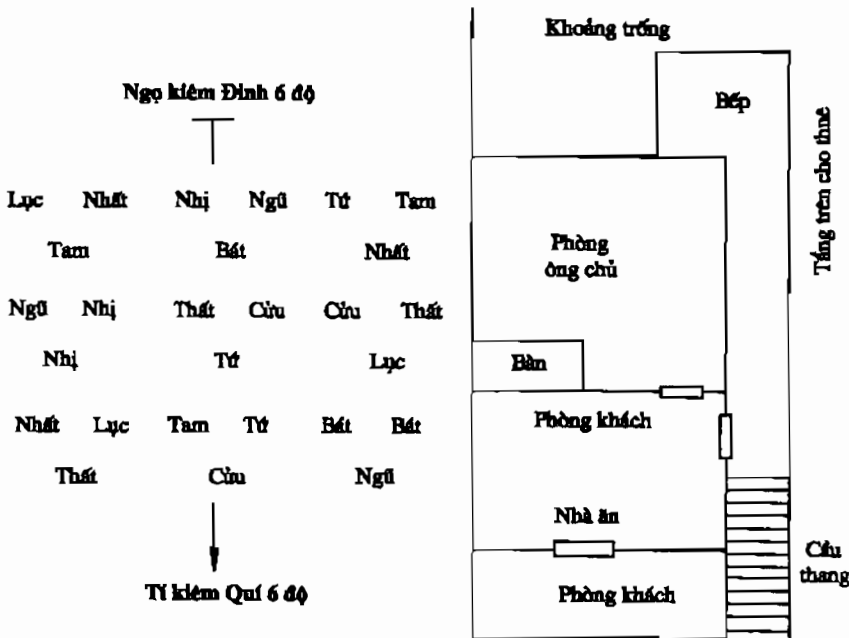 Ngọ kiêm Đinh 6 độ
Lục Nhất Nhị Ngũ Tứ Tam
Tam Bát Nhất
Ngũ Nhị Thất Cửu Cửu Thất
Nhị Tứ Lục
Nhất Lục Tam Tứ Bát Bát
Thất Cửu Ngũ
Tí kiêm Quí 6 độ
Khoảng trống
Bếp
Tầng trên cho thuê
Phòng
ông chủ
Bàn
Phòng khách
Nhà ăn
Cầu
thang
Phòng khách